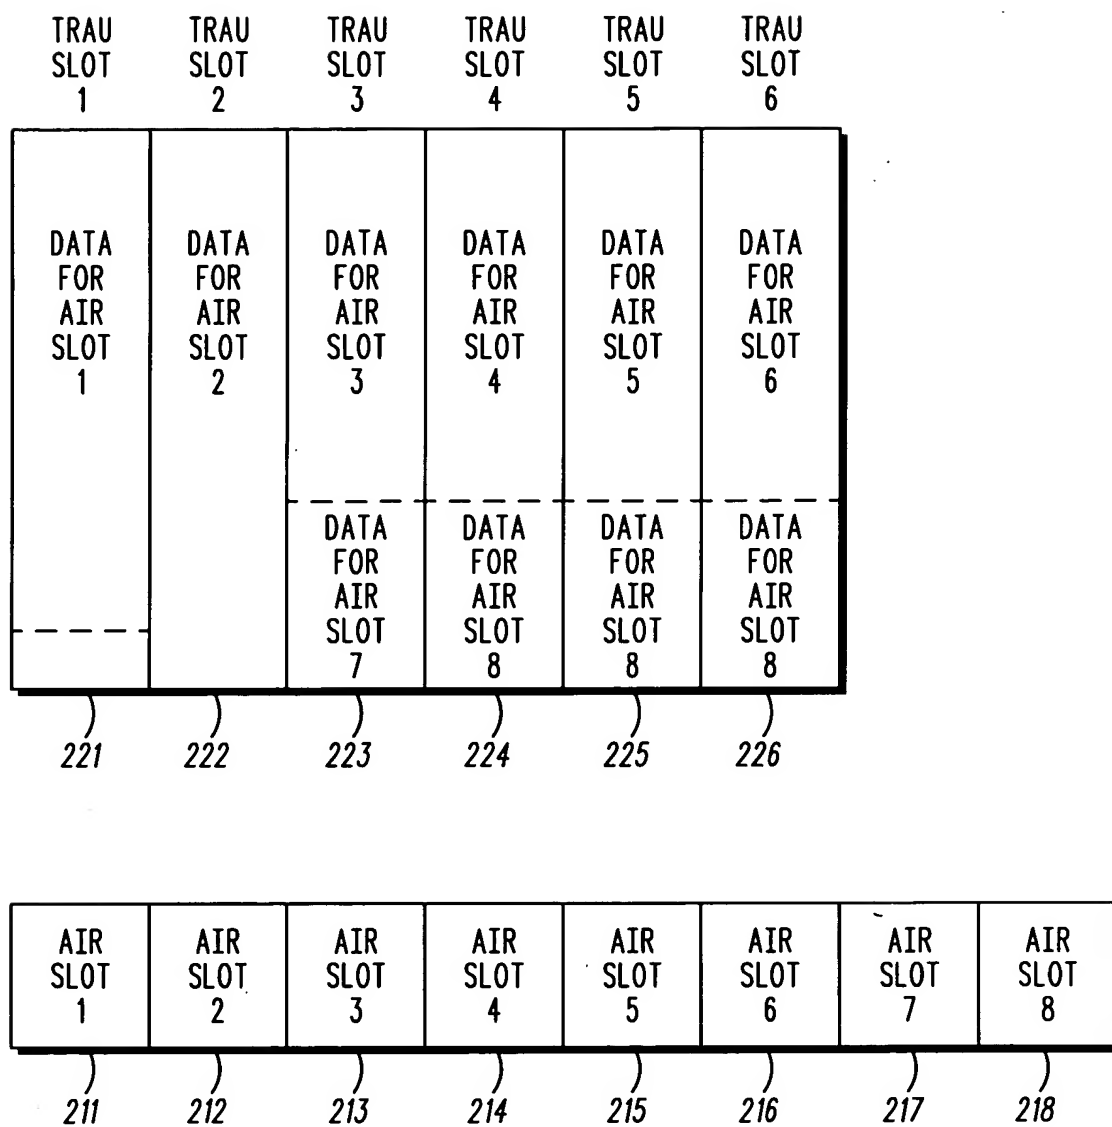 TRAU TRAU TRAU TRAU TRAU TRAU
SLOT SLOT SLOT SLOT SLOT SLOT
1 2 3 4 5 6
DATA DATA DATA DATA DATA DATA
FOR FOR FOR FOR FOR FOR
AIR AIR AIR AIR AIR AIR
SLOT SLOT SLOT SLOT SLOT SLOT
1 2 3 4 5 6
DATA DATA DATA DATA
FOR FOR FOR FOR
AIR AIR AIR AIR
SLOT SLOT SLOT SLOT
7 8 8 8
221 222 223 224 225 226
AIR AIR AIR AIR AIR AIR AIR AIR
SLOT SLOT SLOT SLOT SLOT SLOT SLOT SLOT
1 2 3 4 5 6 7 8
211 212 213 214 215 216 217 218